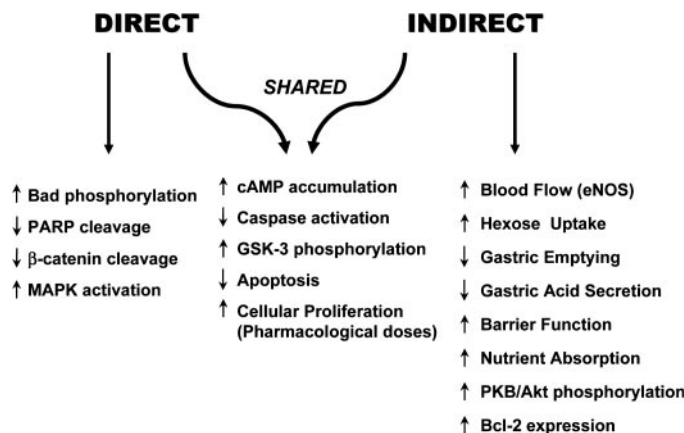 DIRECT
INDIRECT
SHARED
↑ Bad phosphorylation
↓ PARP cleavage
↓ β-catenin cleavage
↑ MAPK activation
↑ cAMP accumulation
↓ Caspase activation
↑ GSK-3 phosphorylation
↓ Apoptosis
↑ Cellular Proliferation
(Pharmacological doses)
↑ Blood Flow (eNOS)
↑ Hexose Uptake
↓ Gastric Emptying
↓ Gastric Acid Secretion
↑ Barrier Function
↑ Nutrient Absorption
↑ PKB/Akt phosphorylation
↑ Bcl-2 expression